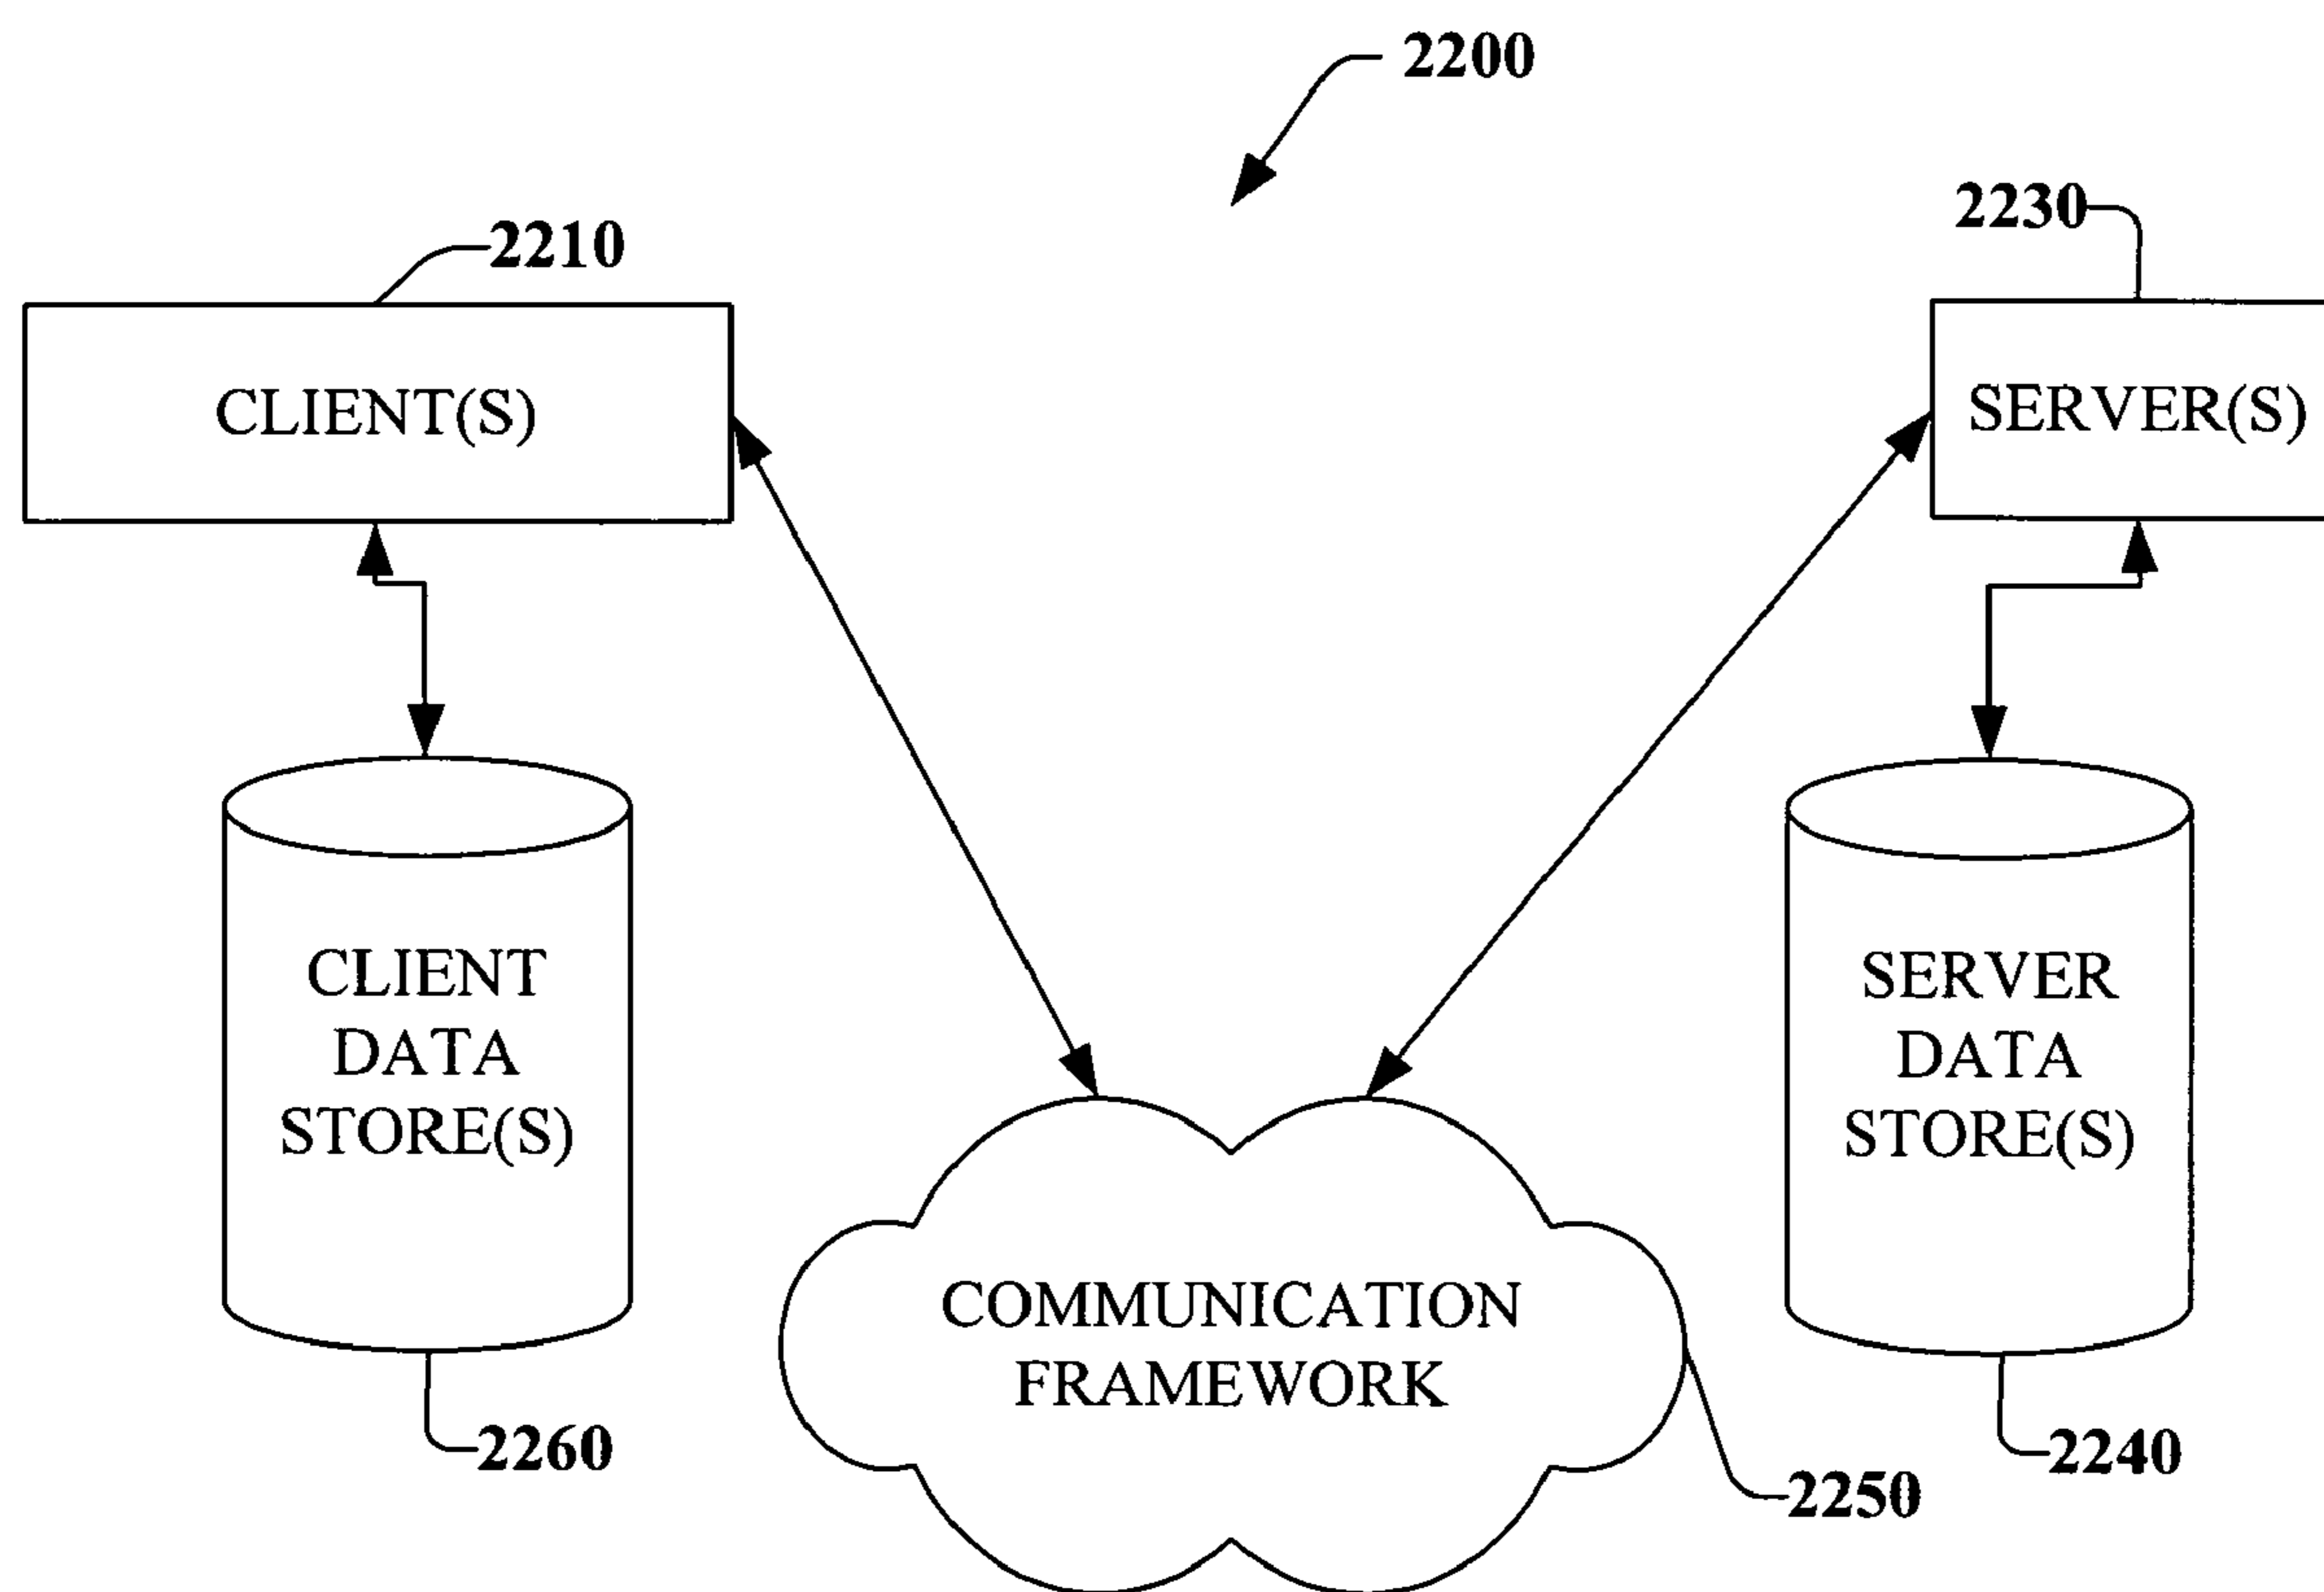 2200
2210
2230
CLIENT(S)
SERVER(S)
CLIENT
DATA
STORE(S)
SERVER
DATA
STORE(S)
COMMUNICATION
FRAMEWORK
2260
2240
2250